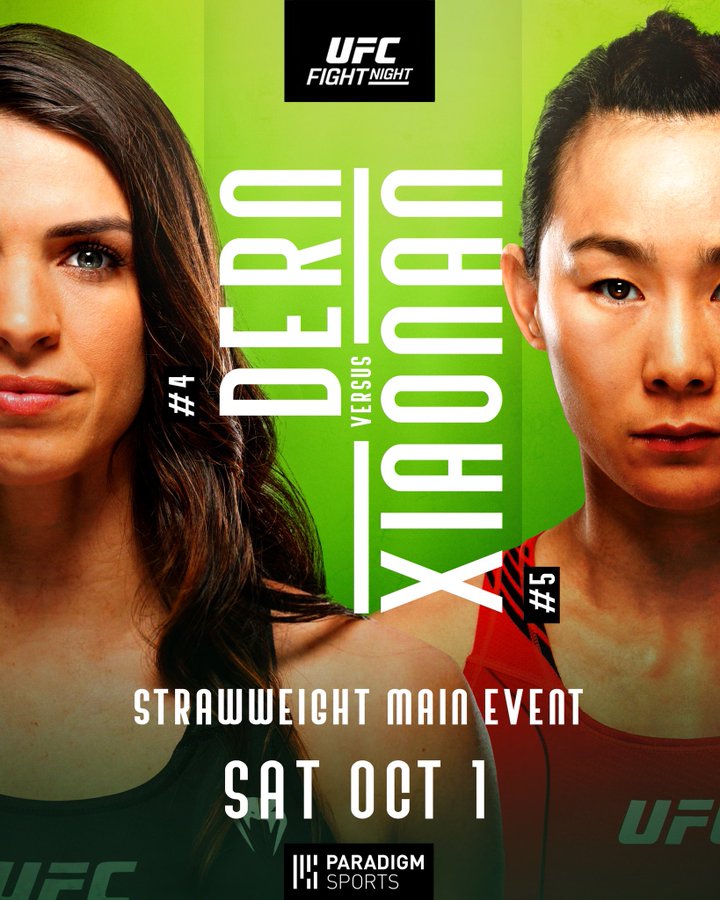 UFC
FIGHT NIGHT
#4
DERN
VERSUS
XIAONAN
#5
STRAWWEIGHT MAIN EVENT
SAT OCT 1
UFC
UFC
PARADIGM
SPORTS